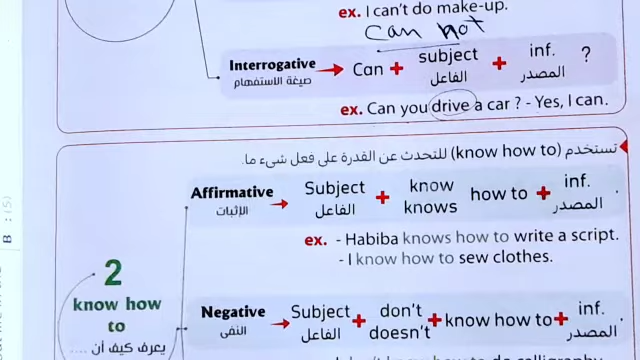 ex. I can't do make-up.
can not
Interrogative Can + subject + inf. ?
صيغة الاستفهام الفاعل المصدر
ex. Can you drive a car ? - Yes, I can.
تستخدم (know how to) للتحدث عن القدرة على فعل شيء ما.
Affirmative Subject + know knows how to + inf.
الإثبات الفاعل المصدر
ex. - Habiba knows how to write a script.
- I know how to sew clothes.
2
know how
to
يعرف كيف أن ....
Negative Subject + don't doesn't + know how to + inf.
النفى الفاعل المصدر
B : (5)